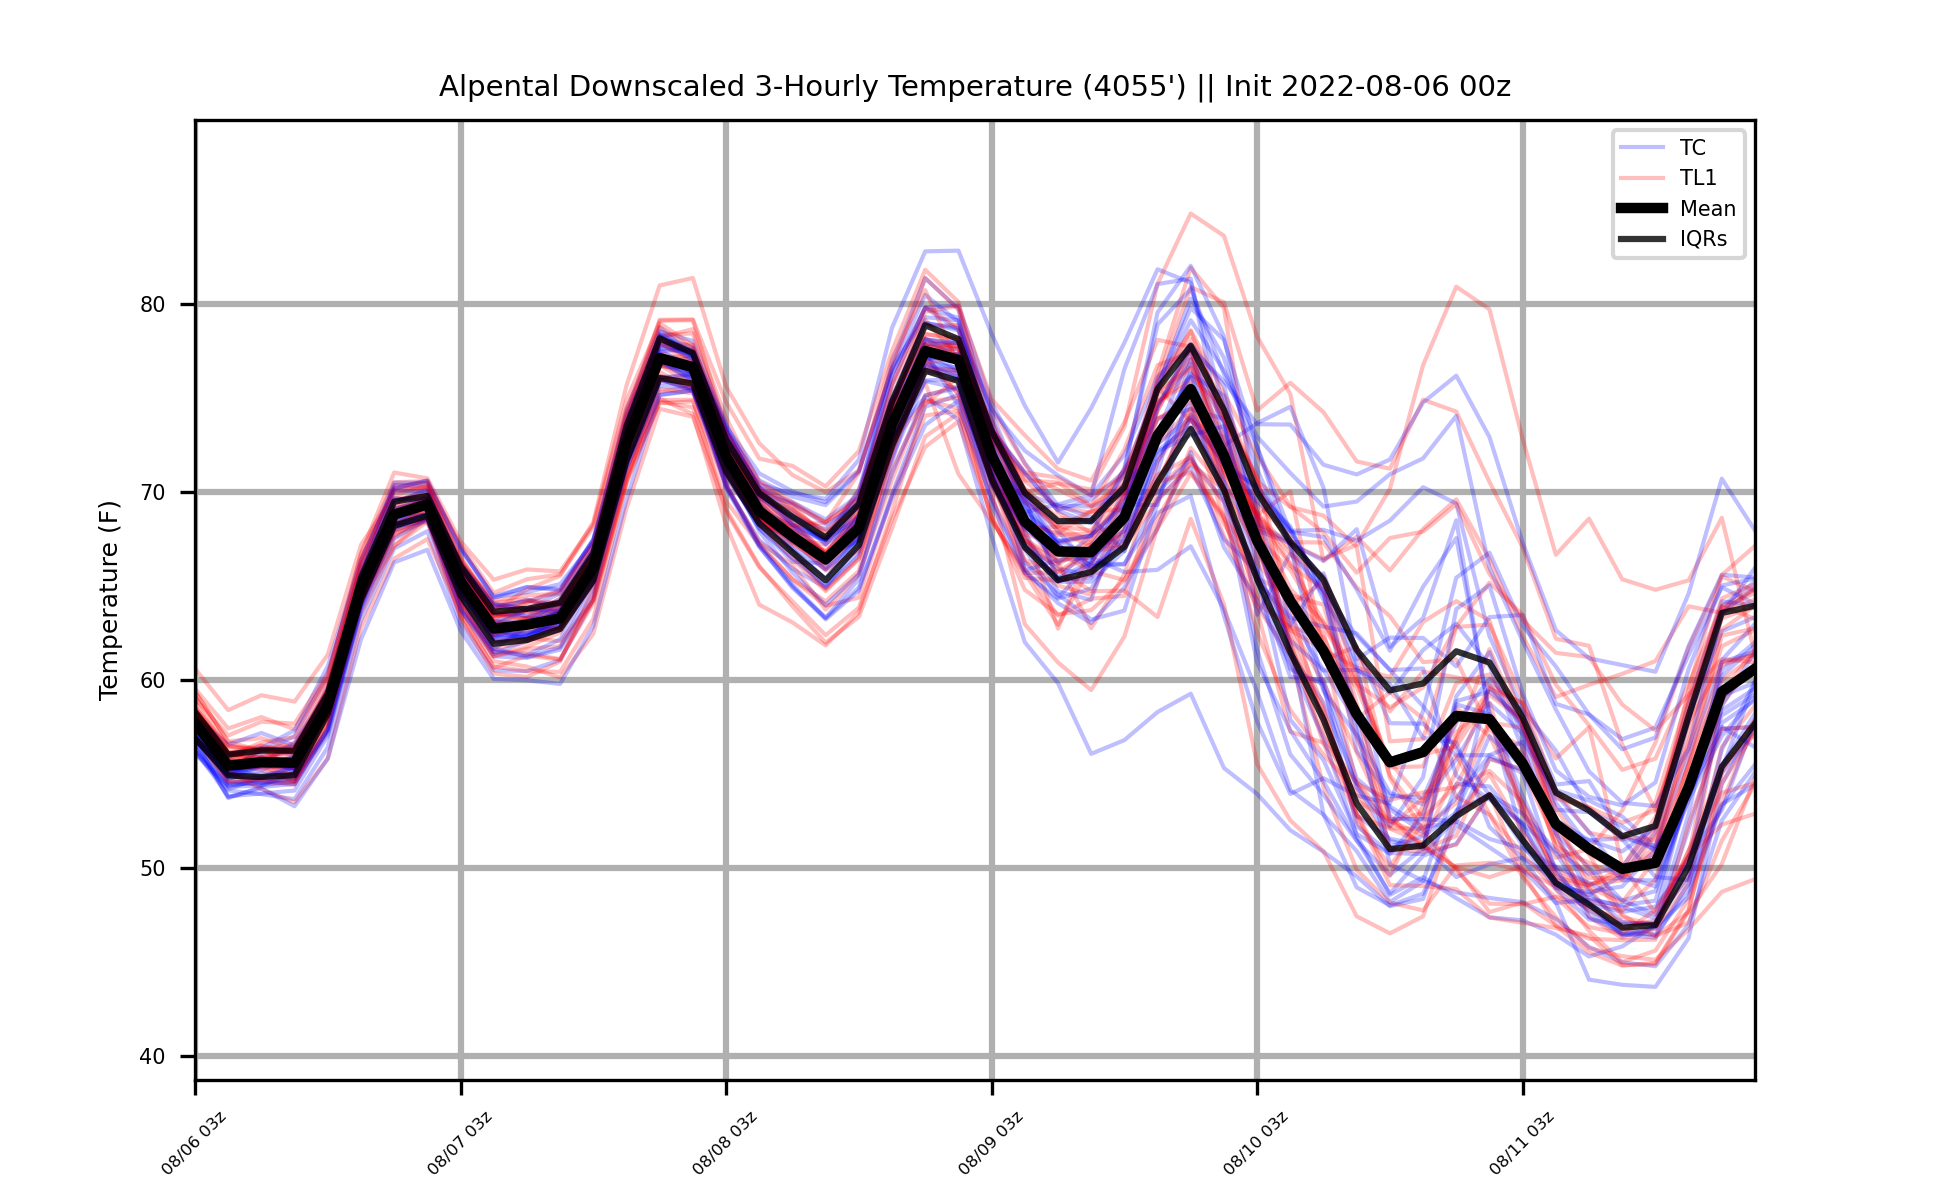 Alpental Downscaled 3-Hourly Temperature (4055') || Init 2022-08-06 00z
TC
TL1
Mean
IQRs
Temperature (F)
80
70
60
50
40
08/06 03z
08/07 03z
08/08 03z
08/09 03z
08/10 03z
08/11 03z